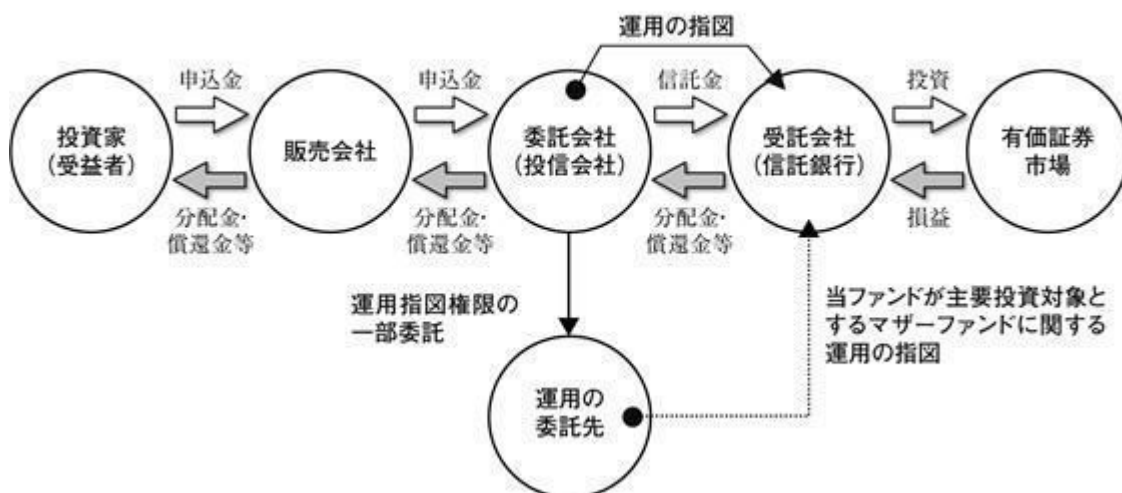 運用の指図
申込金
申込金
信託金
投資
投資家
(受益者)
販売会社
委託会社
(投信会社)
受託会社
(信託銀行)
有価証券
市場
分配金・
償還金等
分配金・
償還金等
分配金・
償還金等
損益
運用指図権限の
一部委託
当ファンドが主要投資対象と
するマザーファンドに関する
運用の指図
運用の
委託先